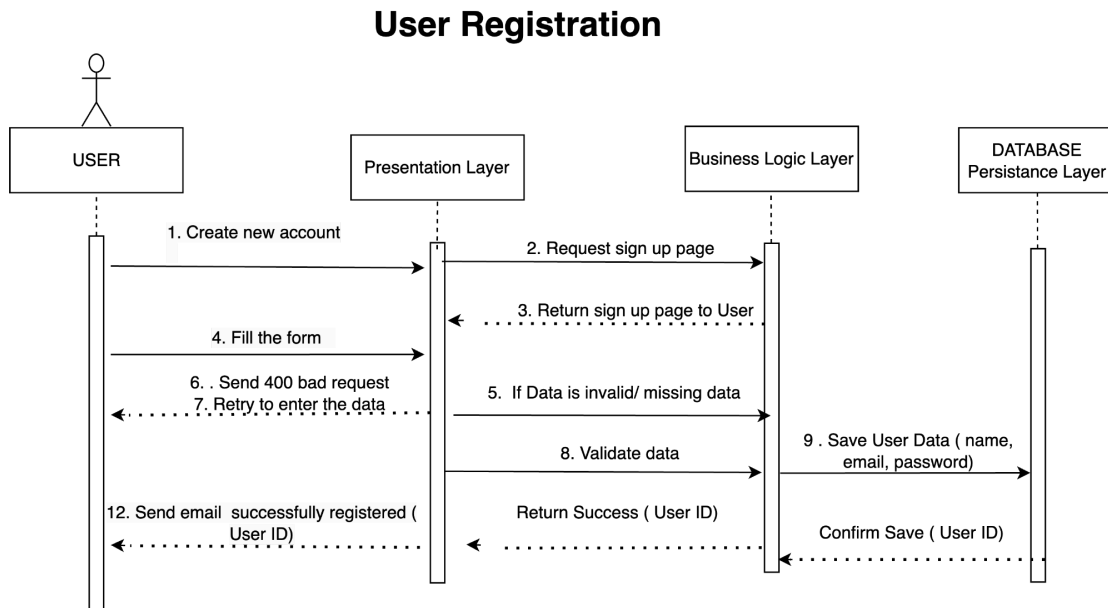 User Registration
USER
Presentation Layer
Business Logic Layer
DATABASE
Persistance Layer
1. Create new account
2. Request sign up page
3. Return sign up page to User
4. Fill the form
6. . Send 400 bad request
7. Retry to enter the data
5. If Data is invalid/ missing data
8. Validate data
9 . Save User Data ( name,
email, password)
12. Send email successfully registered (
User ID)
Return Success ( User ID)
Confirm Save ( User ID)